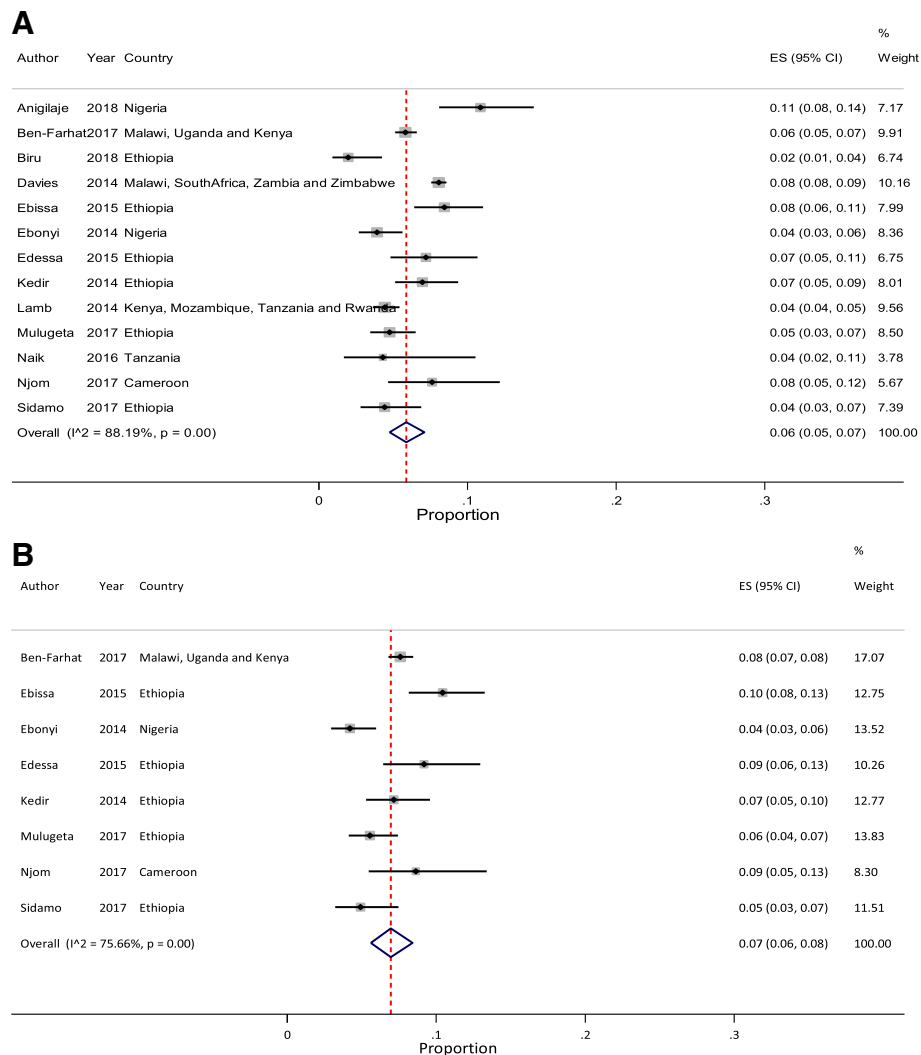 A
%
Author Year Country ES (95% CI) Weight
Anigilaje 2018 Nigeria 0.11 (0.08, 0.14) 7.17
Ben-Farhat 2017 Malawi, Uganda and Kenya 0.06 (0.05, 0.07) 9.91
Biru 2018 Ethiopia 0.02 (0.01, 0.04) 6.74
Davies 2014 Malawi, SouthAfrica, Zambia and Zimbabwe 0.08 (0.08, 0.09) 10.16
Ebissa 2015 Ethiopia 0.08 (0.06, 0.11) 7.99
Ebonyi 2014 Nigeria 0.04 (0.03, 0.06) 8.36
Edessa 2015 Ethiopia 0.07 (0.05, 0.11) 6.75
Kedir 2014 Ethiopia 0.07 (0.05, 0.09) 8.01
Lamb 2014 Kenya, Mozambique, Tanzania and Rwanda 0.04 (0.04, 0.05) 9.56
Mulugeta 2017 Ethiopia 0.05 (0.03, 0.07) 8.50
Naik 2016 Tanzania 0.04 (0.02, 0.11) 3.78
Njom 2017 Cameroon 0.08 (0.05, 0.12) 5.67
Sidamo 2017 Ethiopia 0.04 (0.03, 0.07) 7.39
Overall (I^2 = 88.19%, p = 0.00) 0.06 (0.05, 0.07) 100.00
0 .1 .2 .3
Proportion
B
%
Author Year Country ES (95% CI) Weight
Ben-Farhat 2017 Malawi, Uganda and Kenya 0.08 (0.07, 0.08) 17.07
Ebissa 2015 Ethiopia 0.10 (0.08, 0.13) 12.75
Ebonyi 2014 Nigeria 0.04 (0.03, 0.06) 13.52
Edessa 2015 Ethiopia 0.09 (0.06, 0.13) 10.26
Kedir 2014 Ethiopia 0.07 (0.05, 0.10) 12.77
Mulugeta 2017 Ethiopia 0.06 (0.04, 0.07) 13.83
Njom 2017 Cameroon 0.09 (0.05, 0.13) 8.30
Sidamo 2017 Ethiopia 0.05 (0.03, 0.07) 11.51
Overall (I^2 = 75.66%, p = 0.00) 0.07 (0.06, 0.08) 100.00
0 .1 .2 .3
Proportion